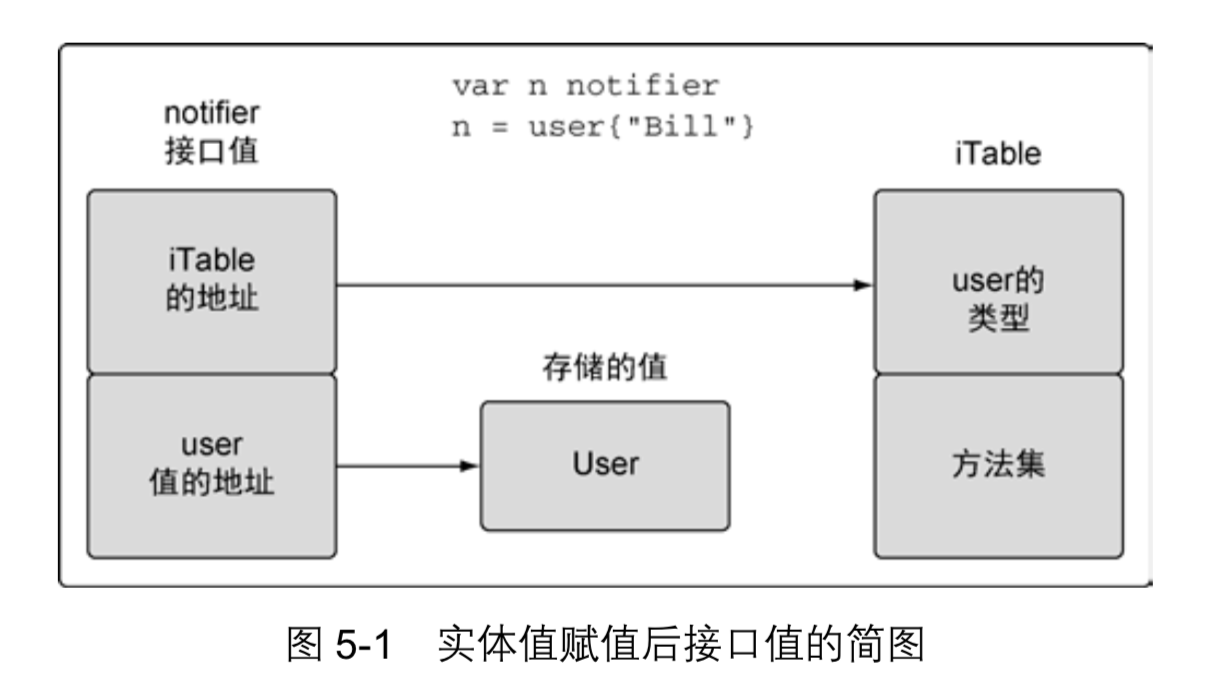 var n notifier
n = user{"Bill"}
notifier
接口值
iTable
iTable
的地址
user的
类型
存储的值
user
值的地址
User
方法集
图 5-1 实体值赋值后接口值的简图